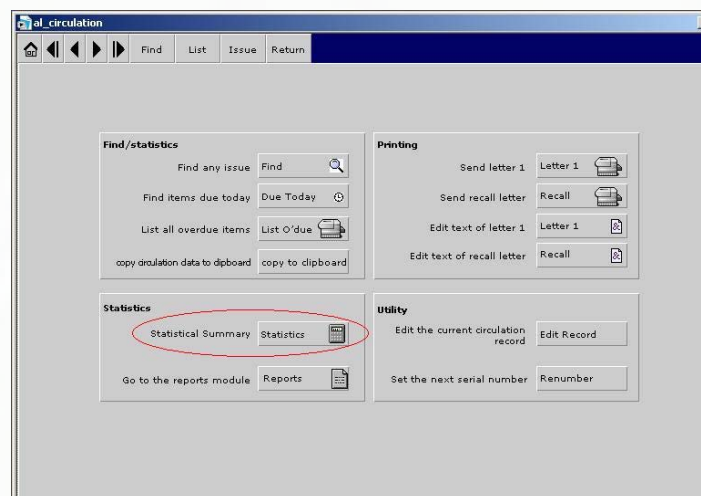 al_circulation
Find List Issue Return
Find/statistics
Find any issue Find
Find items due today Due Today
List all overdue items List O'due
copy circulation data to clipboard copy to clipboard
Printing
Send letter 1 Letter 1
Send recall letter Recall
Edit text of letter 1 Letter 1
Edit text of recall letter Recall
Statistics
Statistical Summary Statistics
Go to the reports module Reports
Utility
Edit the current circulation
record Edit Record
Set the next serial number Renumber